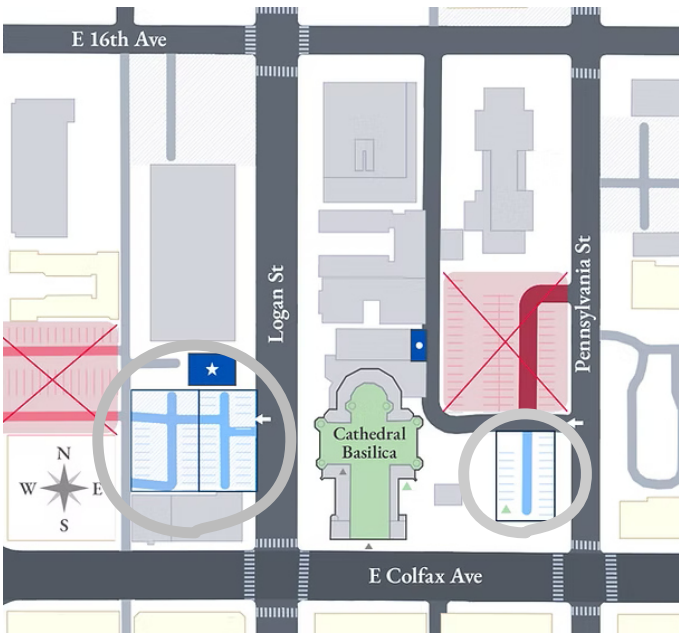 E 16th Ave
Logan St
Pennsylvania St
Cathedral
Basilica
N
W
E
S
E Colfax Ave